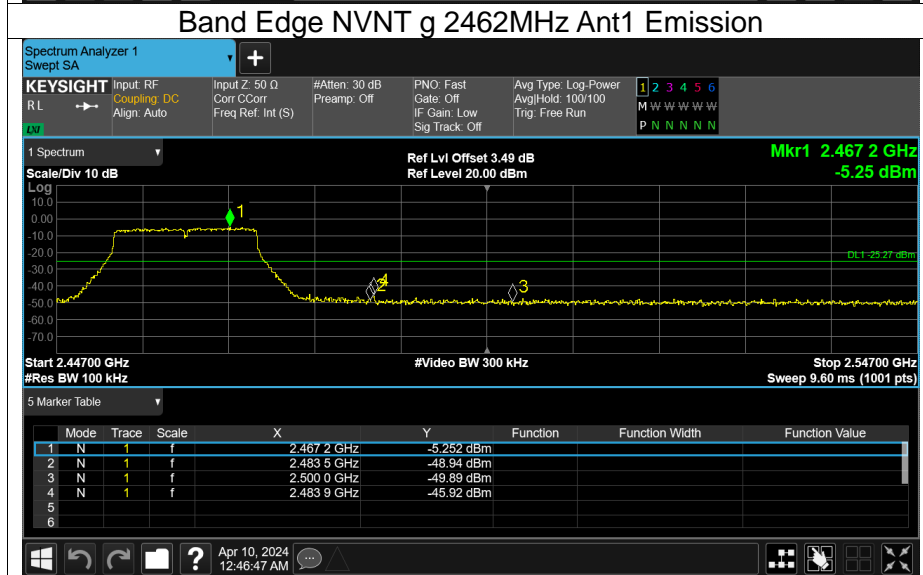 Band Edge NVNT g 2462MHz Ant1 Emission
Spectrum Analyzer 1
Swept SA
+
KEYSIGHT Input: RF Input Z: 50 Ω #Atten: 30 dB PNO: Fast Avg Type: Log-Power 1 2 3 4 5 6
R L Coupling: DC Corr CCorr Preamp: Off Gate: Off Avg|Hold: 100/100 M W W W W W
Align: Auto Freq Ref: Int (S) IF Gain: Low Trig: Free Run
LXI Sig Track: Off P N N N N N
1 Spectrum Ref Lvl Offset 3.49 dB Mkr1 2.467 2 GHz
Scale/Div 10 dB Ref Level 20.00 dBm -5.25 dBm
Log
10.0
0.00 1
-10.0
-20.0 DL1 -25.27 dBm
-30.0
-40.0 2 4 3
-50.0
-60.0
-70.0
Start 2.44700 GHz #Video BW 300 kHz Stop 2.54700 GHz
#Res BW 100 kHz Sweep 9.60 ms (1001 pts)
5 Marker Table
Mode Trace Scale X Y Function Function Width Function Value
1 N 1 f 2.467 2 GHz -5.252 dBm
2 N 1 f 2.483 5 GHz -48.94 dBm
3 N 1 f 2.500 0 GHz -49.89 dBm
4 N 1 f 2.483 9 GHz -45.92 dBm
5
6
? Apr 10, 2024
12:46:47 AM